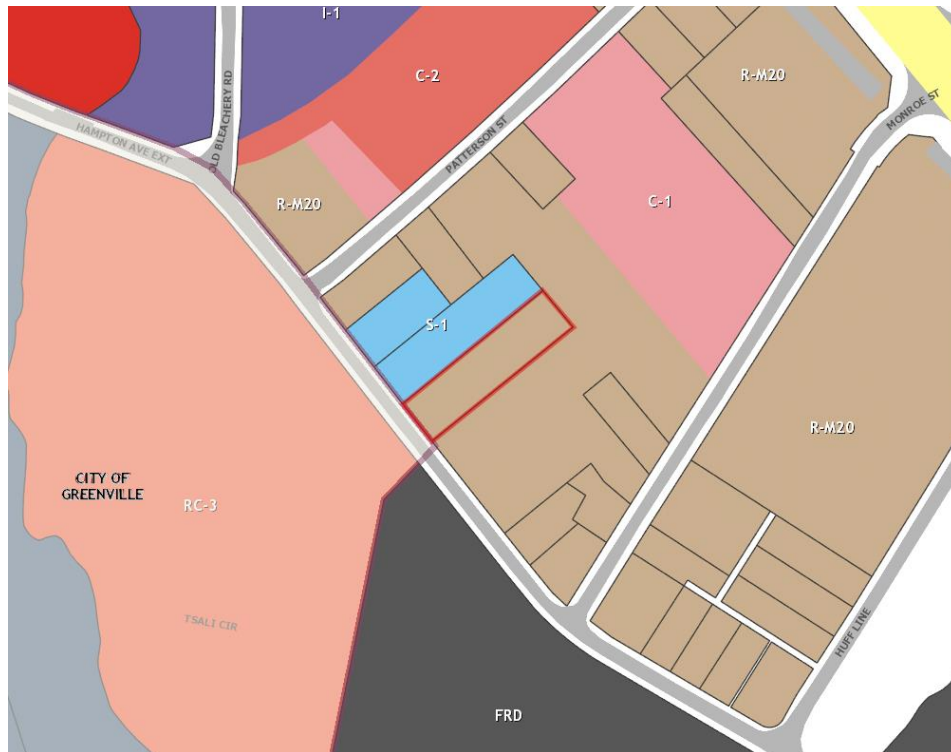 I-1
C-2
R-M20
OLD BLEACHERY RD
HAMPTON AVE EXT
PATTERSON ST
MONROE ST
R-M20
C-1
S-1
R-M20
CITY OF
GREENVILLE
RC-3
TSALI CIR
HUFF LINE
FRD